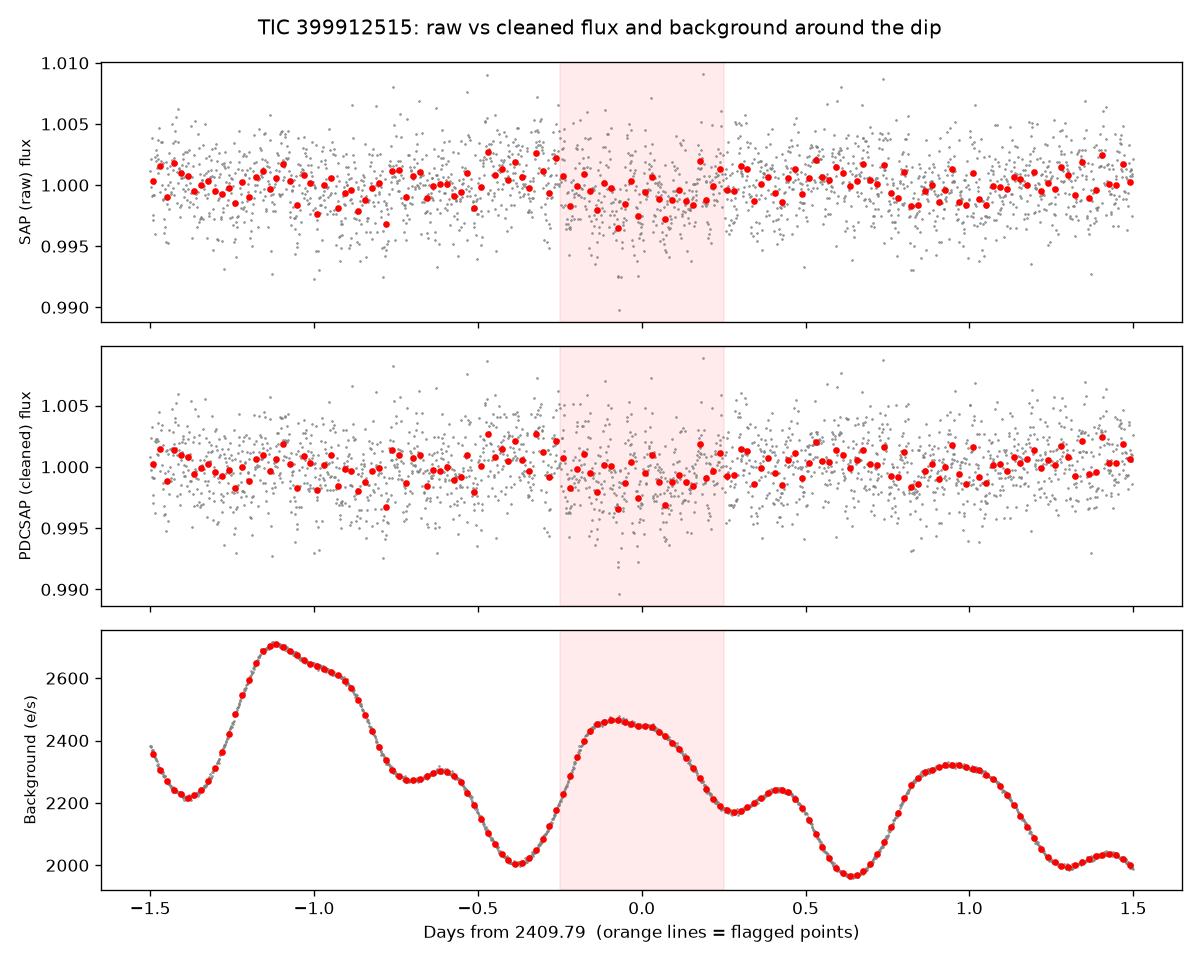 TIC 399912515: raw vs cleaned flux and background around the dip
SAP (raw) flux
1.010
1.005
1.000
0.995
0.990
PDCSAP (cleaned) flux
1.005
1.000
0.995
0.990
Background (e/s)
2600
2400
2200
2000
−1.5 −1.0 −0.5 0.0 0.5 1.0 1.5
Days from 2409.79 (orange lines = flagged points)